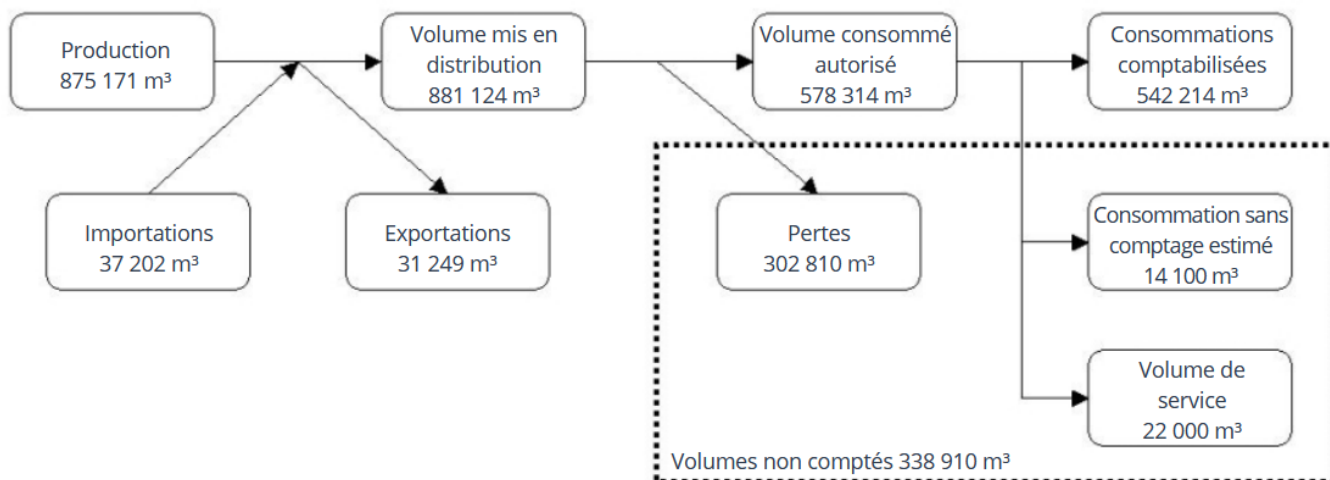 Production
875 171 m³
Volume mis en
distribution
881 124 m³
Volume consommé
autorisé
578 314 m³
Consommations
comptabilisées
542 214 m³
Importations
37 202 m³
Exportations
31 249 m³
Pertes
302 810 m³
Consommation sans
comptage estimé
14 100 m³
Volume de
service
22 000 m³
Volumes non comptés 338 910 m³